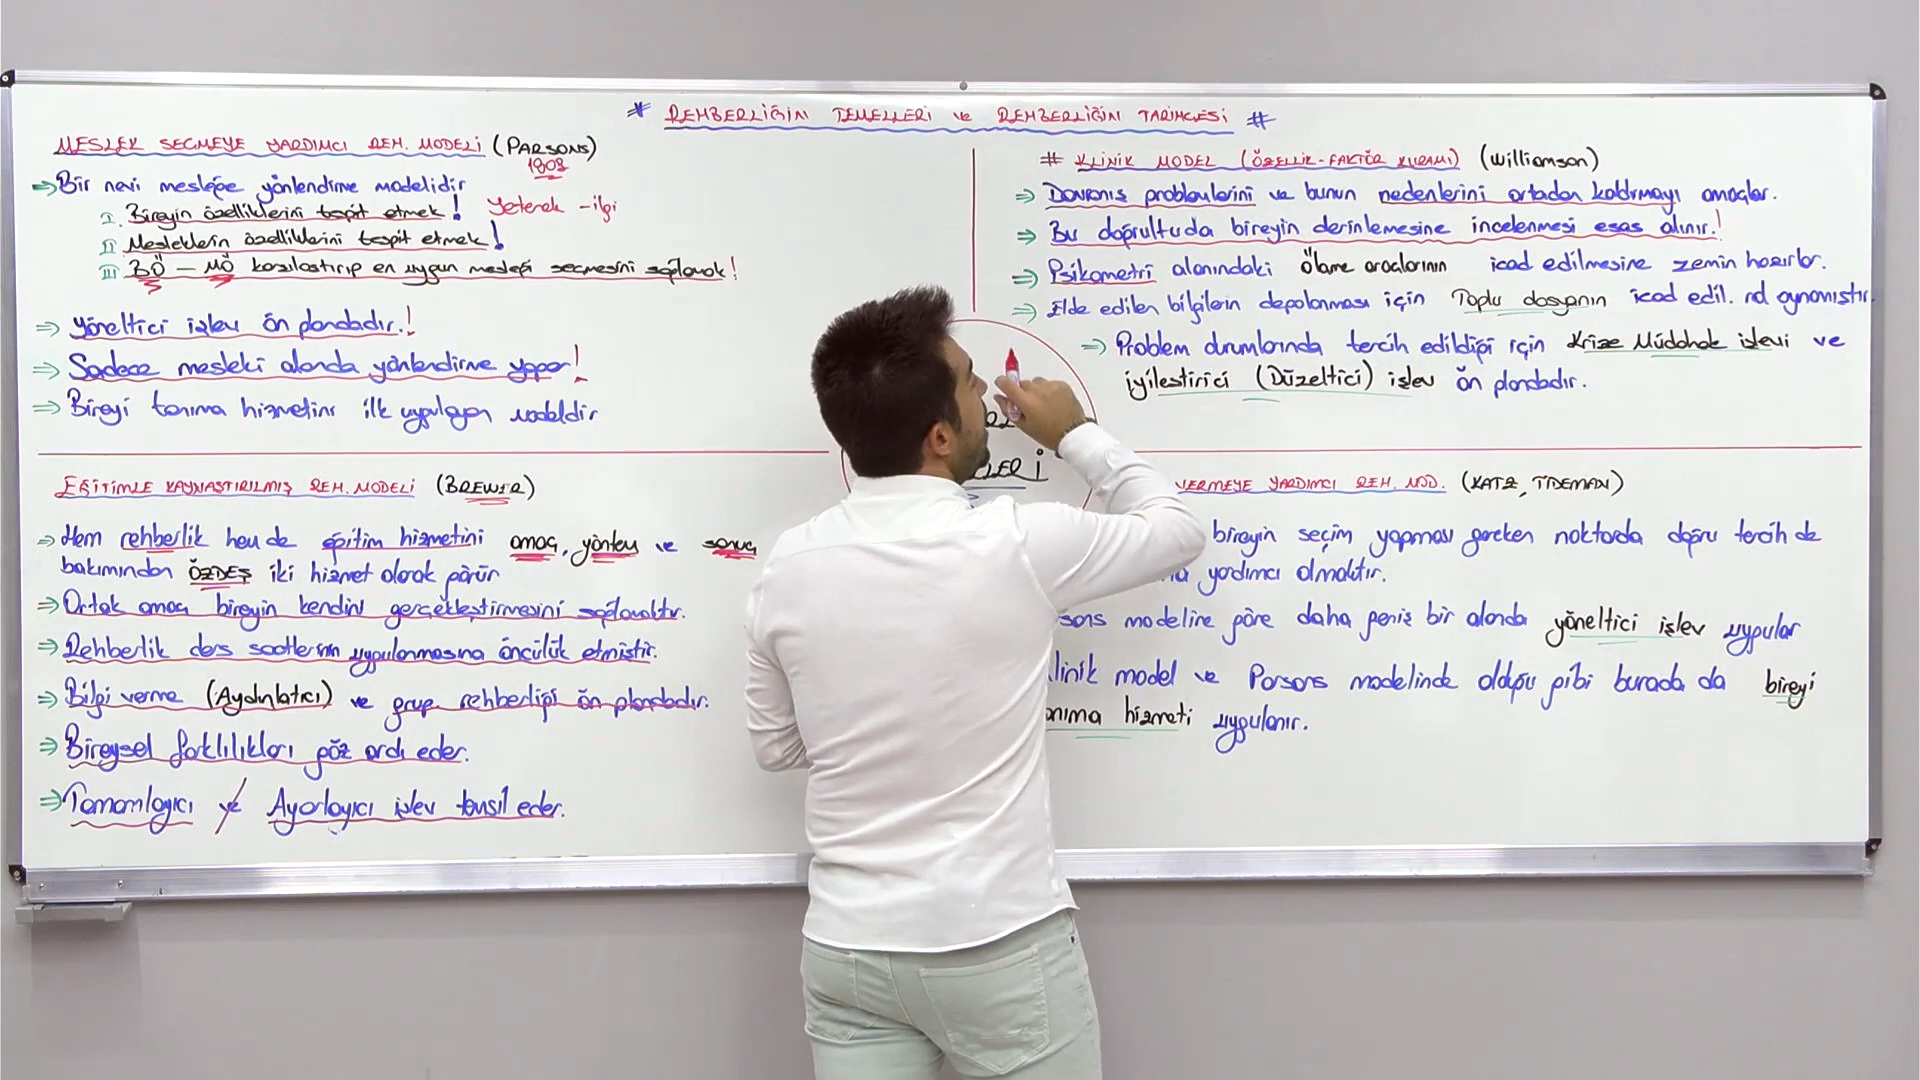 * REHBERLİĞİN TEMELLERİ ve REHBERLİĞİN TARİHÇESİ #
MESLEK SEÇMEYE YARDIMCI REH. MODELİ (PARSONS)
1908
⇒ Bir nevi mesleğe yönlendirme modelidir
I. Bireyin özelliklerini tespit etmek! Yetenek - ilgi
II Mesleklerin özelliklerini tespit etmek!
III BÖ - MÖ karşılaştırıp en uygun mesleği seçmesini sağlamak!
⇒ Yöneltici işlev ön plandadır.!
⇒ Sadece mesleki alanda yönlendirme yapar!
⇒ Bireyi tanıma hizmetini ilk uygulayan modeldir
# KLİNİK MODEL (ÖZELLİK-FAKTÖR KURAMI) (Williamson)
⇒ Davranış problemlerini ve bunun nedenlerini ortadan kaldırmayı amaçlar.
⇒ Bu doğrultuda bireyin derinlemesine incelenmesi esas alınır.!
⇒ Psikometri alanındaki ölçme araçlarının icad edilmesine zemin hazırlar.
⇒ Elde edilen bilgilerin depolanması için Toplu dosyanın icad edil. rol oynamıştır.
⇒ Problem durumlarında tercih edildiği için Krize Müdahale işlevi ve
iyileştirici (Düzeltici) işlev ön plandadır.
EĞİTİMLE KAYNAŞTIRILMIŞ REH. MODELİ (BREWER)
⇒ Hem rehberlik hem de eğitim hizmetini amaç, yöntem ve sonuç
bakımından ÖZDEŞ iki hizmet olarak görür
⇒ Ortak amaç bireyin kendini gerçekleştirmesini sağlamaktır.
⇒ Rehberlik ders saatlerinin uygulanmasına öncülük etmiştir.
⇒ Bilgi verme (Aydınlatıcı) ve grup rehberliği ön plandadır.
⇒ Bireysel farklılıkları göz ardı eder.
⇒ Tamamlayıcı ve Ayarlayıcı işlev temsil eder.
VERMEYE YARDIMCI REH. MOD. (KATZ, TIDEMAN)
bireyin seçim yapması gereken noktada doğru tercih de
yardımcı olmaktır.
sons modeline göre daha geniş bir alanda yöneltici işlev uygular
linik model ve Parsons modelinde olduğu gibi burada da bireyi
nıma hizmeti uygulanır.